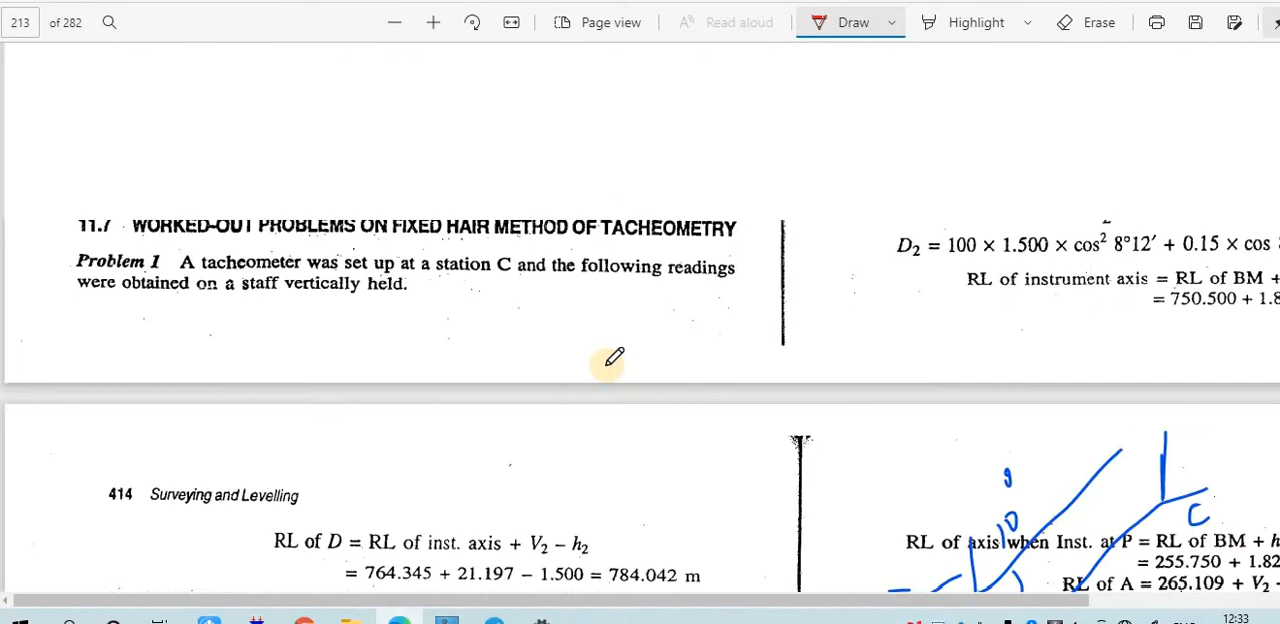 213 of 282 Page view Read aloud Draw Highlight Erase
11.7 WORKED-OUT PROBLEMS ON FIXED HAIR METHOD OF TACHEOMETRY
Problem 1 A tacheometer was set up at a station C and the following readings
were obtained on a staff vertically held.
D₂ = 100 × 1.500 × cos² 8°12′ + 0.15 × cos
RL of instrument axis = RL of BM +
= 750.500 + 1.8
414 Surveying and Levelling
RL of D = RL of inst. axis + V₂ − h₂
= 764.345 + 21.197 − 1.500 = 784.042 m
C
RL of axis when Inst. at P = RL of BM + h
= 255.750 + 1.82
RL of A = 265.109 + V₂ -
12:33